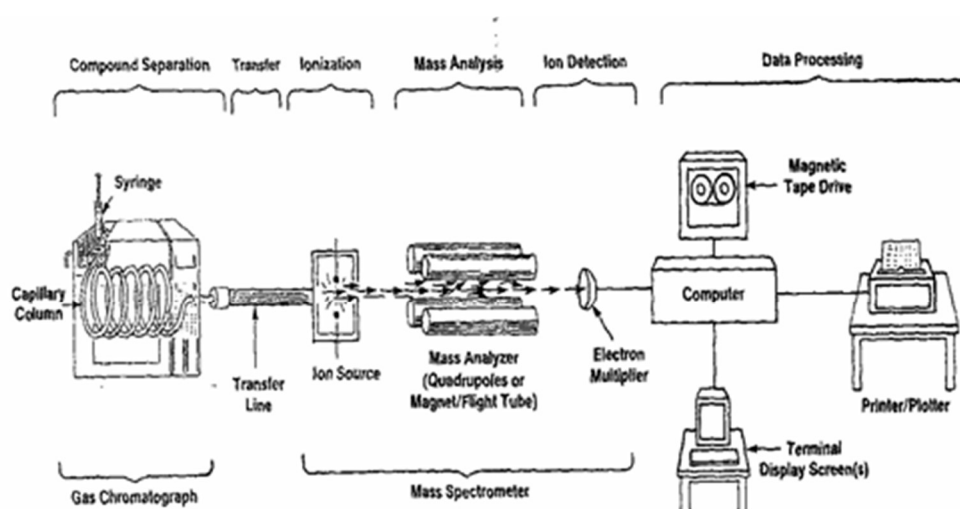 Compound Separation
Transfer
Ionization
Mass Analysis
Ion Detection
Data Processing
Syringe
Magnetic
Tape Drive
Capillary
Column
Computer
Transfer
Line
Ion Source
Mass Analyzer
(Quadrupoles or
Magnet/Flight Tube)
Electron
Multiplier
Printer/Plotter
Terminal
Display Screen(s)
Gas Chromatograph
Mass Spectrometer